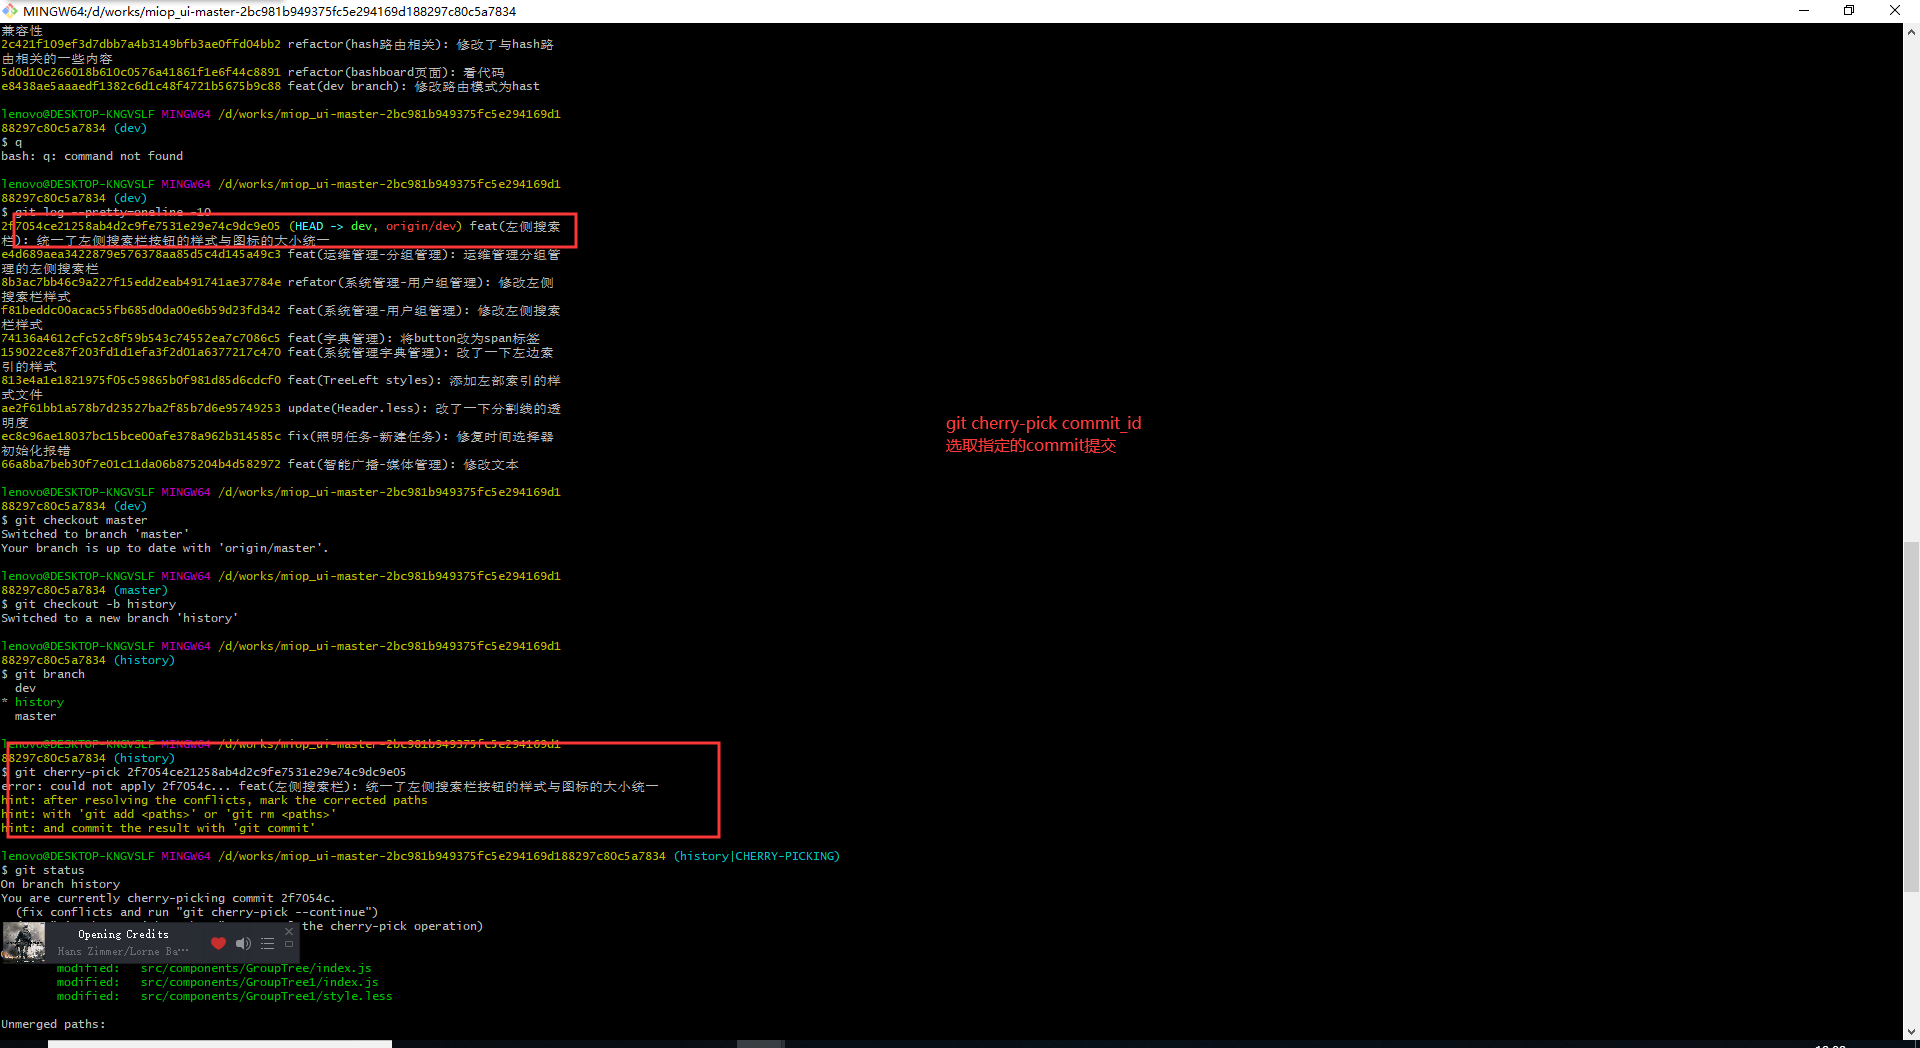 MINGW64:/d/works/miop_ui-master-2bc981b949375fc5e294169d188297c80c5a7834
兼容性
2c421f109ef3d7dbb7a4b3149bfb3ae0ffd04bb2 refactor(hash路由相关): 修改了与hash路
由相关的一些内容
5d0d10c266018b610c0576a41861f1e6f44c8891 refactor(bashboard页面): 看代码
e8438ae5aaaedf1382c6d1c48f4721b5675b9c88 feat(dev branch): 修改路由模式为hast
lenovo@DESKTOP-KNGVSLF MINGW64 /d/works/miop_ui-master-2bc981b949375fc5e294169d1
88297c80c5a7834 (dev)
$ q
bash: q: command not found
lenovo@DESKTOP-KNGVSLF MINGW64 /d/works/miop_ui-master-2bc981b949375fc5e294169d1
88297c80c5a7834 (dev)
$ git log --pretty=oneline -10
2f7054ce21258ab4d2c9fe7531e29e74c9dc9e05 (HEAD -> dev, origin/dev) feat(左侧搜索
栏): 统一了左侧搜索栏按钮的样式与图标的大小统一
e4d689aea3422879e576378aa85d5c4d145a49c3 feat(运维管理-分组管理): 运维管理分组管
理的左侧搜索栏
8b3ac7bb46c9a227f15edd2eab491741ae37784e refator(系统管理-用户组管理): 修改左侧
搜索栏样式
f81beddc00acac55fb685d0da00e6b59d23fd342 feat(系统管理-用户组管理): 修改左侧搜索
栏样式
74136a4612cfc52c8f59b543c74552ea7c7086c5 feat(字典管理): 将button改为span标签
159022ce87f203fd1d1efa3f2d01a6377217c470 feat(系统管理字典管理): 改了一下左边索
引的样式
813e4a1e1821975f05c59865b0f981d85d6cdcf0 feat(TreeLeft styles): 添加左部索引的样
式文件
ae2f61bb1a578b7d23527ba2f85b7d6e95749253 update(Header.less): 改了一下分割线的透
明度
ec8c96ae18037bc15bce00afe378a962b314585c fix(照明任务-新建任务): 修复时间选择器
初始化报错
66a8ba7beb30f7e01c11da06b875204b4d582972 feat(智能广播-媒体管理): 修改文本
git cherry-pick commit_id
选取指定的commit提交
lenovo@DESKTOP-KNGVSLF MINGW64 /d/works/miop_ui-master-2bc981b949375fc5e294169d1
88297c80c5a7834 (dev)
$ git checkout master
Switched to branch 'master'
Your branch is up to date with 'origin/master'.
lenovo@DESKTOP-KNGVSLF MINGW64 /d/works/miop_ui-master-2bc981b949375fc5e294169d1
88297c80c5a7834 (master)
$ git checkout -b history
Switched to a new branch 'history'
lenovo@DESKTOP-KNGVSLF MINGW64 /d/works/miop_ui-master-2bc981b949375fc5e294169d1
88297c80c5a7834 (history)
$ git branch
dev
* history
master
lenovo@DESKTOP-KNGVSLF MINGW64 /d/works/miop_ui-master-2bc981b949375fc5e294169d1
88297c80c5a7834 (history)
$ git cherry-pick 2f7054ce21258ab4d2c9fe7531e29e74c9dc9e05
error: could not apply 2f7054c... feat(左侧搜索栏): 统一了左侧搜索栏按钮的样式与图标的大小统一
hint: after resolving the conflicts, mark the corrected paths
hint: with 'git add <paths>' or 'git rm <paths>'
hint: and commit the result with 'git commit'
lenovo@DESKTOP-KNGVSLF MINGW64 /d/works/miop_ui-master-2bc981b949375fc5e294169d188297c80c5a7834 (history|CHERRY-PICKING)
$ git status
On branch history
You are currently cherry-picking commit 2f7054c.
(fix conflicts and run "git cherry-pick --continue")
the cherry-pick operation)
Opening Credits
Hans Zimmer/Lorne Ba...
modified: src/components/GroupTree/index.js
modified: src/components/GroupTree1/index.js
modified: src/components/GroupTree1/style.less
Unmerged paths: